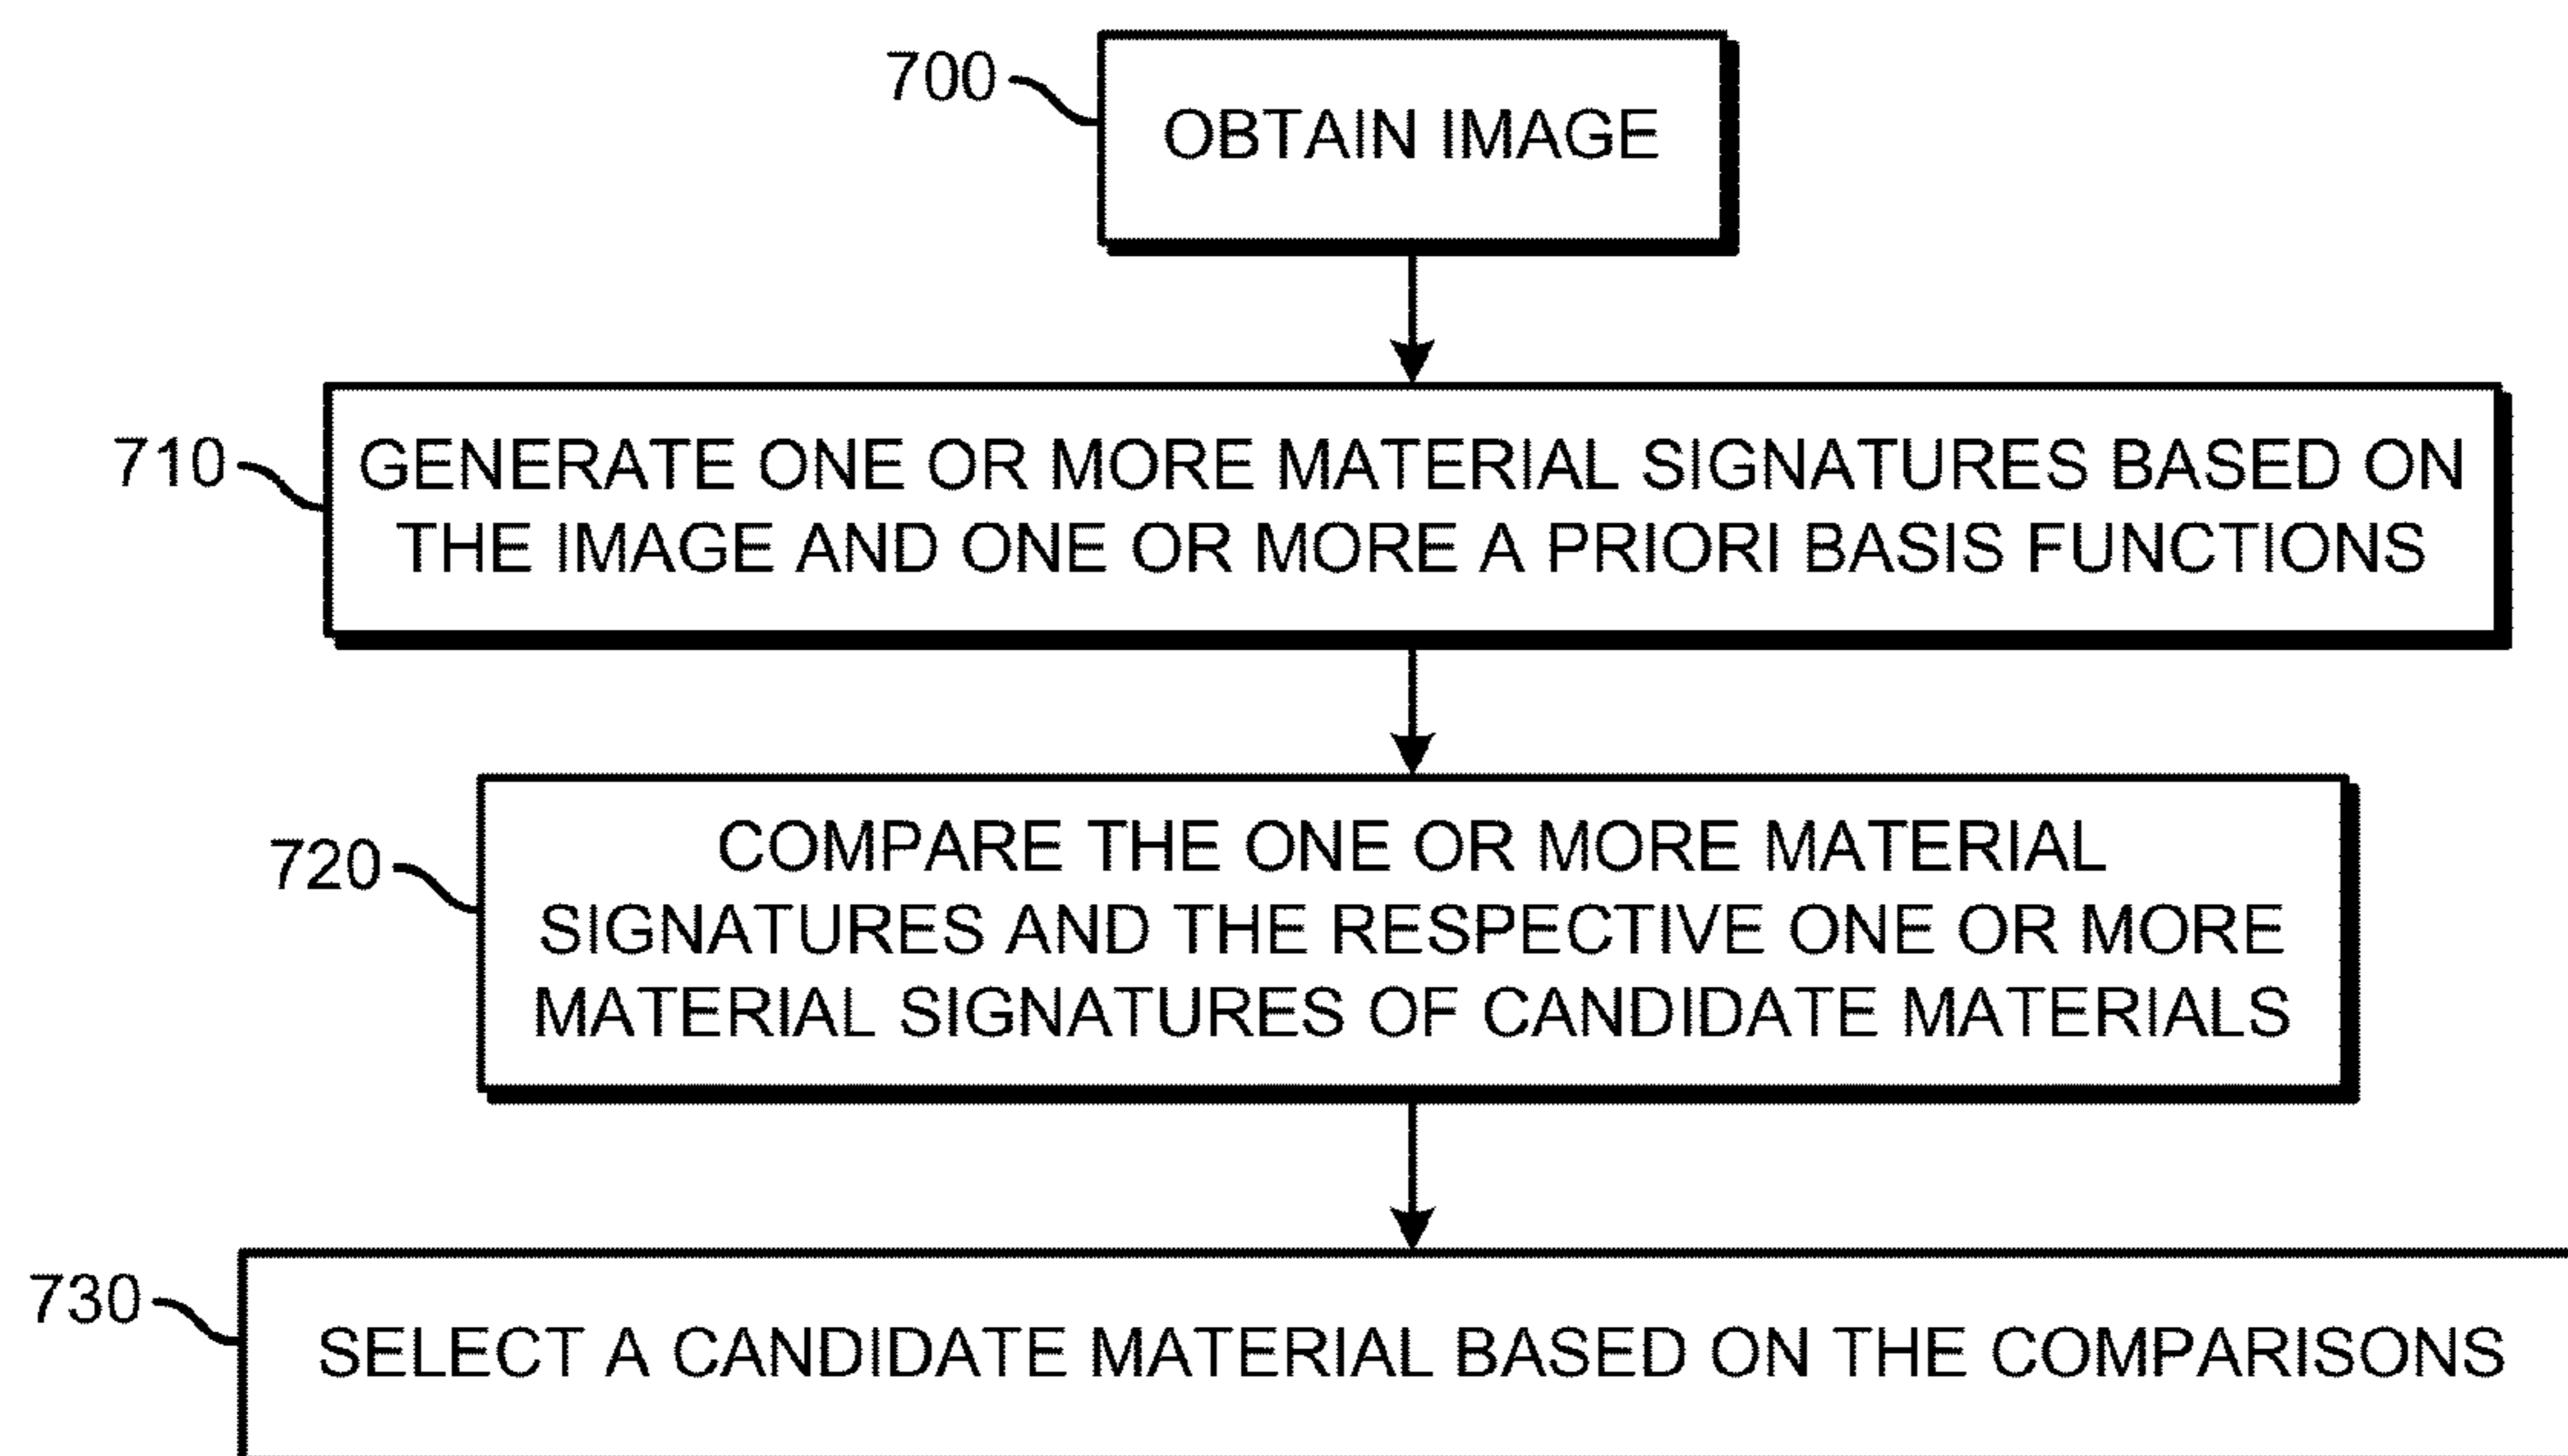 700
OBTAIN IMAGE
710
GENERATE ONE OR MORE MATERIAL SIGNATURES BASED ON
THE IMAGE AND ONE OR MORE A PRIORI BASIS FUNCTIONS
720
COMPARE THE ONE OR MORE MATERIAL
SIGNATURES AND THE RESPECTIVE ONE OR MORE
MATERIAL SIGNATURES OF CANDIDATE MATERIALS
730
SELECT A CANDIDATE MATERIAL BASED ON THE COMPARISONS